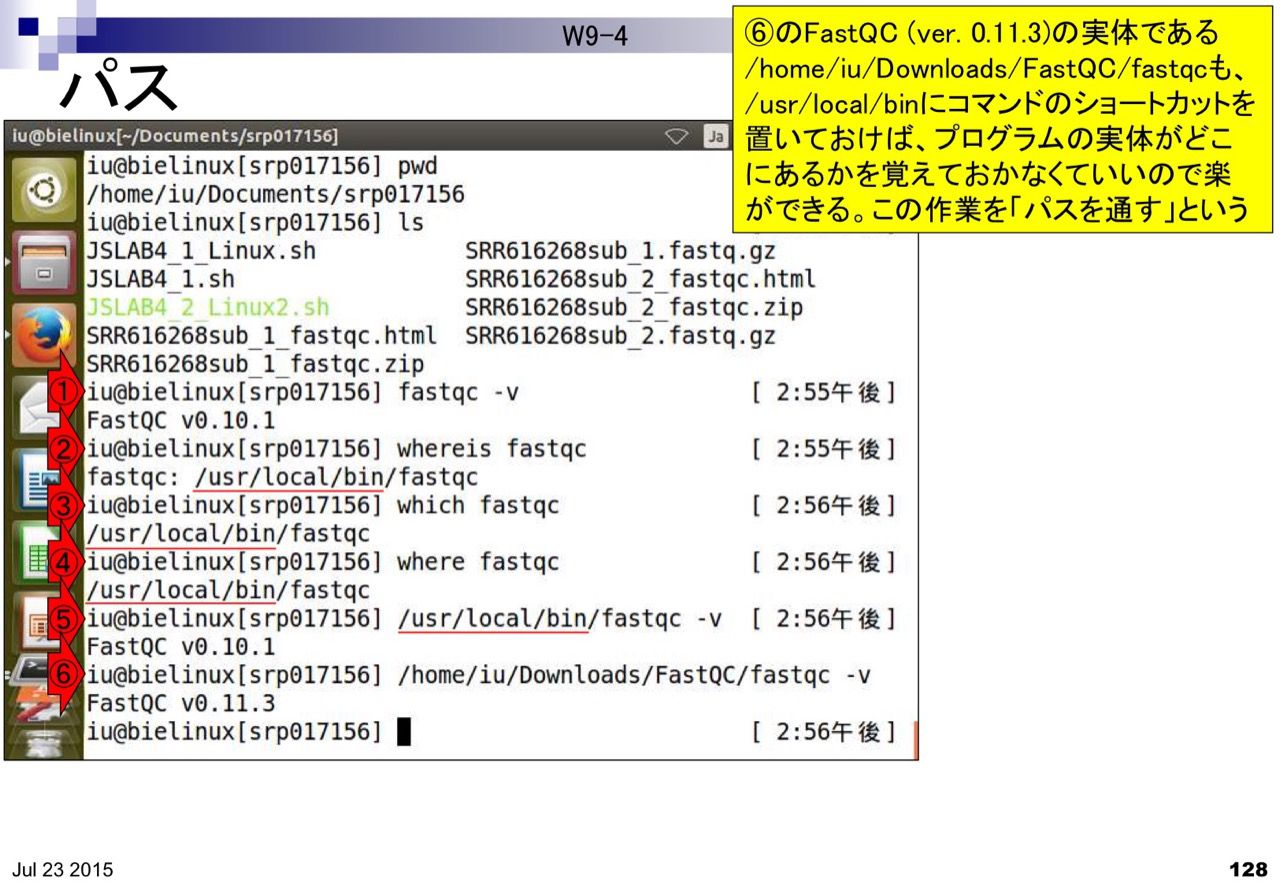 W9-4
パス
⑥のFastQC (ver. 0.11.3)の実体である
/home/iu/Downloads/FastQC/fastqcも、
/usr/local/binにコマンドのショートカットを
置いておけば、プログラムの実体がどこ
にあるかを覚えておかなくていいので楽
ができる。この作業を「パスを通す」という
iu@bielinux[~/Documents/srp017156]
Ja
iu@bielinux[srp017156] pwd
/home/iu/Documents/srp017156
iu@bielinux[srp017156] ls
JSLAB4_1_Linux.sh SRR616268sub_1.fastq.gz
JSLAB4_1.sh SRR616268sub_2_fastqc.html
JSLAB4_2_Linux2.sh SRR616268sub_2_fastqc.zip
SRR616268sub_1_fastqc.html SRR616268sub_2.fastq.gz
SRR616268sub_1_fastqc.zip
① iu@bielinux[srp017156] fastqc -v [ 2:55午後]
FastQC v0.10.1
② iu@bielinux[srp017156] whereis fastqc [ 2:55午後]
fastqc: /usr/local/bin/fastqc
③ iu@bielinux[srp017156] which fastqc [ 2:56午後]
/usr/local/bin/fastqc
④ iu@bielinux[srp017156] where fastqc [ 2:56午後]
/usr/local/bin/fastqc
⑤ iu@bielinux[srp017156] /usr/local/bin/fastqc -v [ 2:56午後]
FastQC v0.10.1
⑥ iu@bielinux[srp017156] /home/iu/Downloads/FastQC/fastqc -v
FastQC v0.11.3
iu@bielinux[srp017156] [ 2:56午後]
Jul 23 2015
128